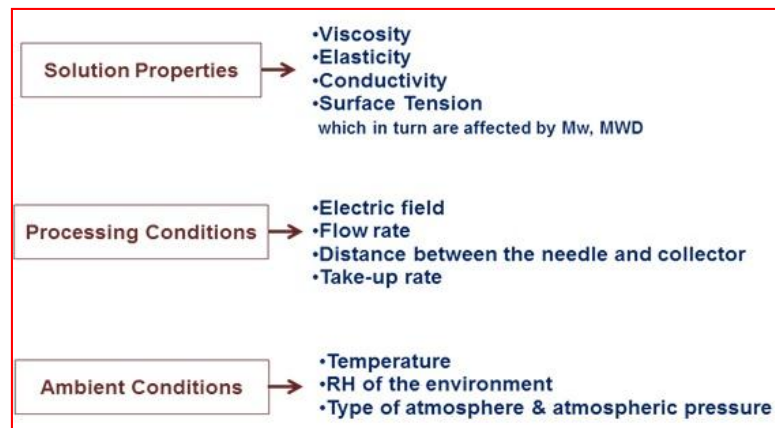 Solution Properties
•Viscosity
•Elasticity
•Conductivity
•Surface Tension
which in turn are affected by Mw, MWD
Processing Conditions
•Electric field
•Flow rate
•Distance between the needle and collector
•Take-up rate
Ambient Conditions
•Temperature
•RH of the environment
•Type of atmosphere & atmospheric pressure